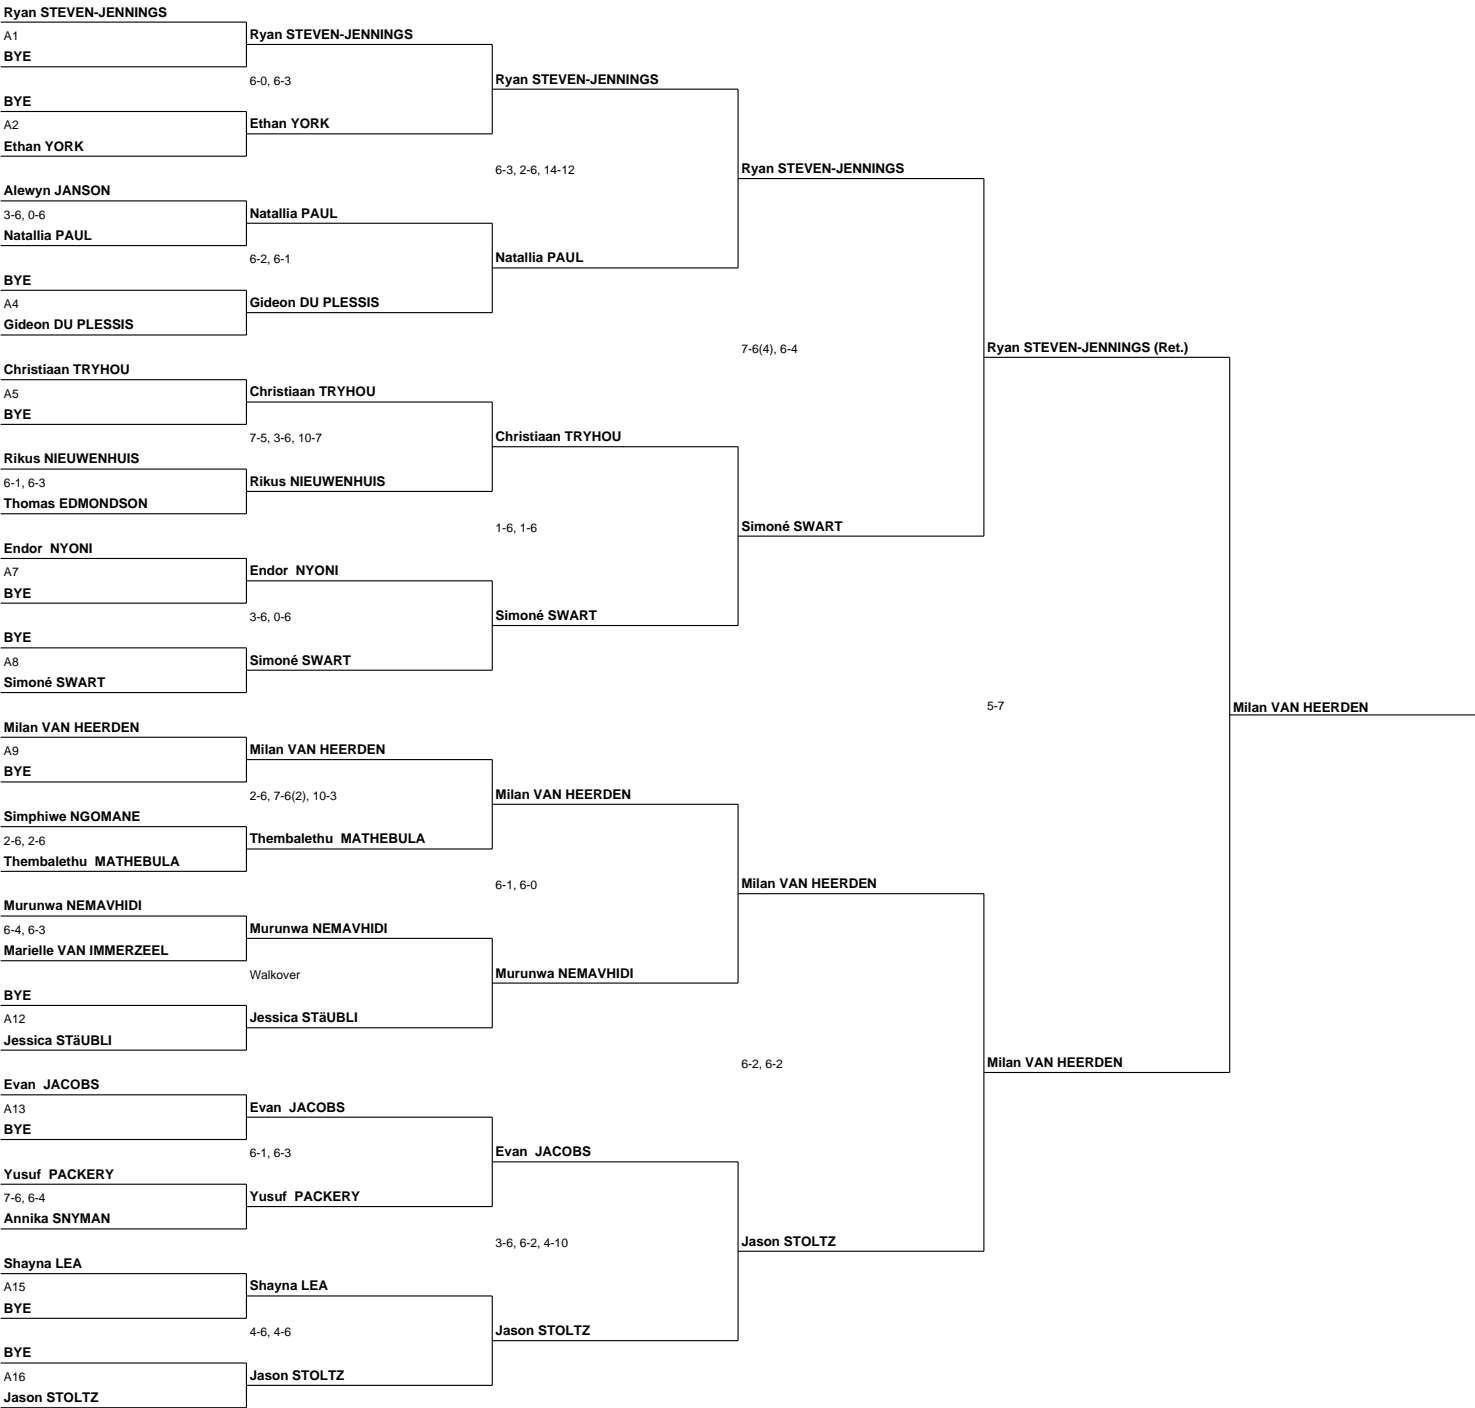 Ryan STEVEN-JENNINGS
A1
BYE
Ryan STEVEN-JENNINGS
6-0, 6-3
BYE
A2
Ethan YORK
Ethan YORK
Ryan STEVEN-JENNINGS
6-3, 2-6, 14-12
Alewyn JANSON
3-6, 0-6
Natallia PAUL
Natallia PAUL
6-2, 6-1
BYE
A4
Gideon DU PLESSIS
Gideon DU PLESSIS
Natallia PAUL
Ryan STEVEN-JENNINGS
7-6(4), 6-4
Christiaan TRYHOU
A5
BYE
Christiaan TRYHOU
7-5, 3-6, 10-7
Rikus NIEUWENHUIS
6-1, 6-3
Thomas EDMONDSON
Rikus NIEUWENHUIS
Christiaan TRYHOU
1-6, 1-6
Endor  NYONI
A7
BYE
Endor  NYONI
3-6, 0-6
BYE
A8
Simoné SWART
Simoné SWART
Simoné SWART
Simoné SWART
Ryan STEVEN-JENNINGS (Ret.)
5-7
Milan VAN HEERDEN
Milan VAN HEERDEN
A9
BYE
Milan VAN HEERDEN
2-6, 7-6(2), 10-3
Simphiwe NGOMANE
2-6, 2-6
Thembalethu  MATHEBULA
Thembalethu  MATHEBULA
Milan VAN HEERDEN
6-1, 6-0
Murunwa NEMAVHIDI
6-4, 6-3
Marielle VAN IMMERZEEL
Murunwa NEMAVHIDI
Walkover
BYE
A12
Jessica STäUBLI
Jessica STäUBLI
Murunwa NEMAVHIDI
Milan VAN HEERDEN
6-2, 6-2
Milan VAN HEERDEN
Evan  JACOBS
A13
BYE
Evan  JACOBS
6-1, 6-3
Yusuf  PACKERY
7-6, 6-4
Annika SNYMAN
Yusuf  PACKERY
Evan  JACOBS
3-6, 6-2, 4-10
Shayna LEA
A15
BYE
Shayna LEA
4-6, 4-6
BYE
A16
Jason STOLTZ
Jason STOLTZ
Jason STOLTZ
Jason STOLTZ